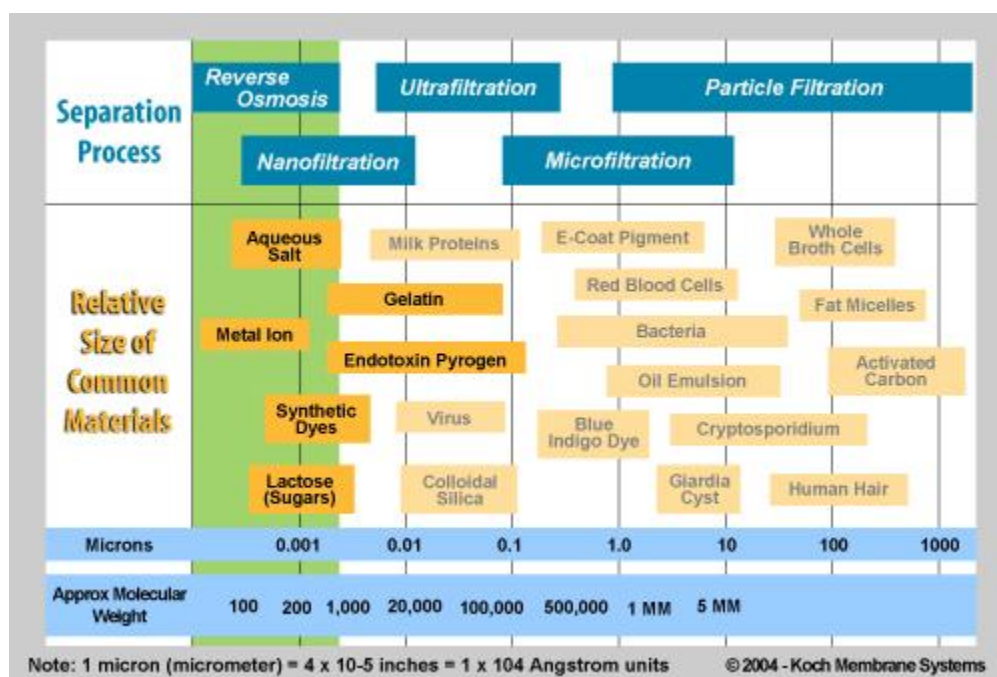 Separation
Process
Reverse
Osmosis
Ultrafiltration
Particle Filtration
Nanofiltration
Microfiltration
Relative
Size of
Common
Materials
Aqueous
Salt
Milk Proteins
E-Coat Pigment
Whole
Broth Cells
Gelatin
Red Blood Cells
Fat Micelles
Metal Ion
Bacteria
Endotoxin Pyrogen
Activated
Carbon
Oil Emulsion
Synthetic
Dyes
Virus
Blue
Indigo Dye
Cryptosporidium
Lactose
(Sugars)
Colloidal
Silica
Giardia
Cyst
Human Hair
Microns 0.001 0.01 0.1 1.0 10 100 1000
Approx Molecular
Weight
100 200 1,000 20,000 100,000 500,000 1 MM 5 MM
Note: 1 micron (micrometer) = 4 x 10-5 inches = 1 x 104 Angstrom units © 2004 - Koch Membrane Systems